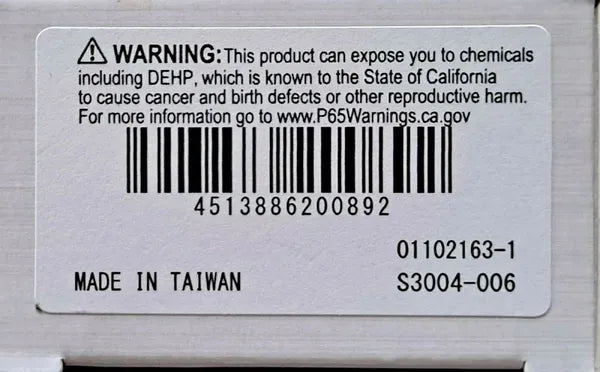 ⚠ WARNING: This product can expose you to chemicals
including DEHP, which is known to the State of California
to cause cancer and birth defects or other reproductive harm.
For more information go to www.P65Warnings.ca.gov
4513886200892
01102163-1
MADE IN TAIWAN S3004-006